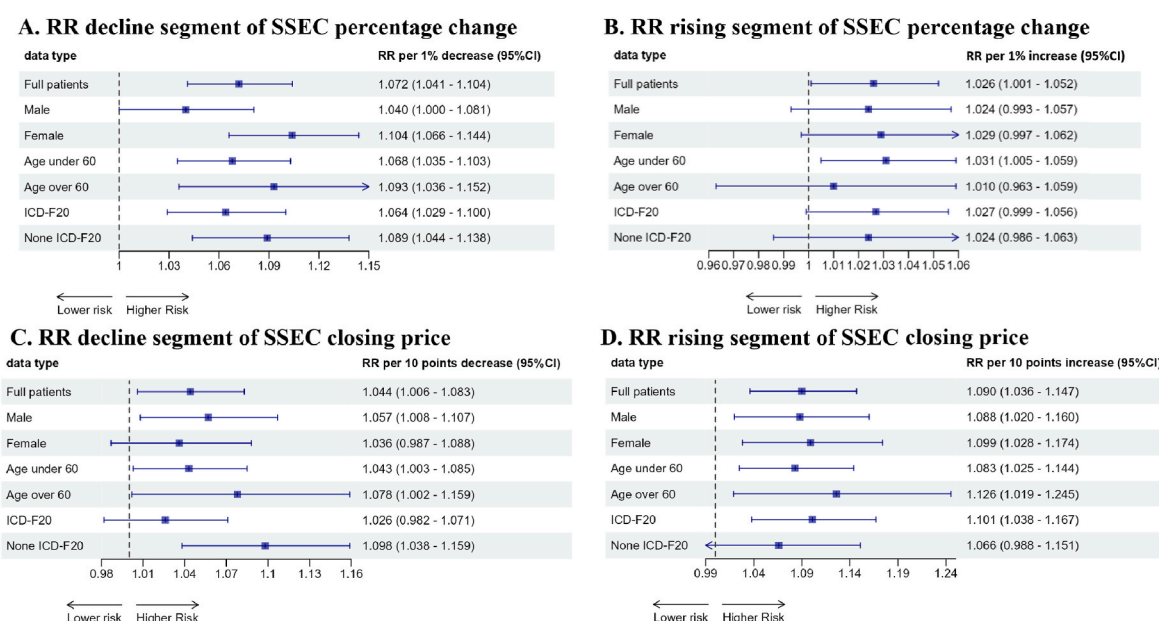 A. RR decline segment of SSEC percentage change
data type RR per 1% decrease (95%CI)
Full patients 1.072 (1.041 - 1.104)
Male 1.040 (1.000 - 1.081)
Female 1.104 (1.066 - 1.144)
Age under 60 1.068 (1.035 - 1.103)
Age over 60 1.093 (1.036 - 1.152)
ICD-F20 1.064 (1.029 - 1.100)
None ICD-F20 1.089 (1.044 - 1.138)
1 1.03 1.06 1.09 1.12 1.15
Lower risk Higher Risk
B. RR rising segment of SSEC percentage change
data type RR per 1% increase (95%CI)
Full patients 1.026 (1.001 - 1.052)
Male 1.024 (0.993 - 1.057)
Female 1.029 (0.997 - 1.062)
Age under 60 1.031 (1.005 - 1.059)
Age over 60 1.010 (0.963 - 1.059)
ICD-F20 1.027 (0.999 - 1.056)
None ICD-F20 1.024 (0.986 - 1.063)
0.96 0.97 0.98 0.99 1 1.01 1.02 1.03 1.04 1.05 1.06
Lower risk Higher Risk
C. RR decline segment of SSEC closing price
data type RR per 10 points decrease (95%CI)
Full patients 1.044 (1.006 - 1.083)
Male 1.057 (1.008 - 1.107)
Female 1.036 (0.987 - 1.088)
Age under 60 1.043 (1.003 - 1.085)
Age over 60 1.078 (1.002 - 1.159)
ICD-F20 1.026 (0.982 - 1.071)
None ICD-F20 1.098 (1.038 - 1.159)
0.98 1.01 1.04 1.07 1.1 1.13 1.16
Lower risk Higher Risk
D. RR rising segment of SSEC closing price
data type RR per 10 points increase (95%CI)
Full patients 1.090 (1.036 - 1.147)
Male 1.088 (1.020 - 1.160)
Female 1.099 (1.028 - 1.174)
Age under 60 1.083 (1.025 - 1.144)
Age over 60 1.126 (1.019 - 1.245)
ICD-F20 1.101 (1.038 - 1.167)
None ICD-F20 1.066 (0.988 - 1.151)
0.99 1.04 1.09 1.14 1.19 1.24
Lower risk Higher Risk